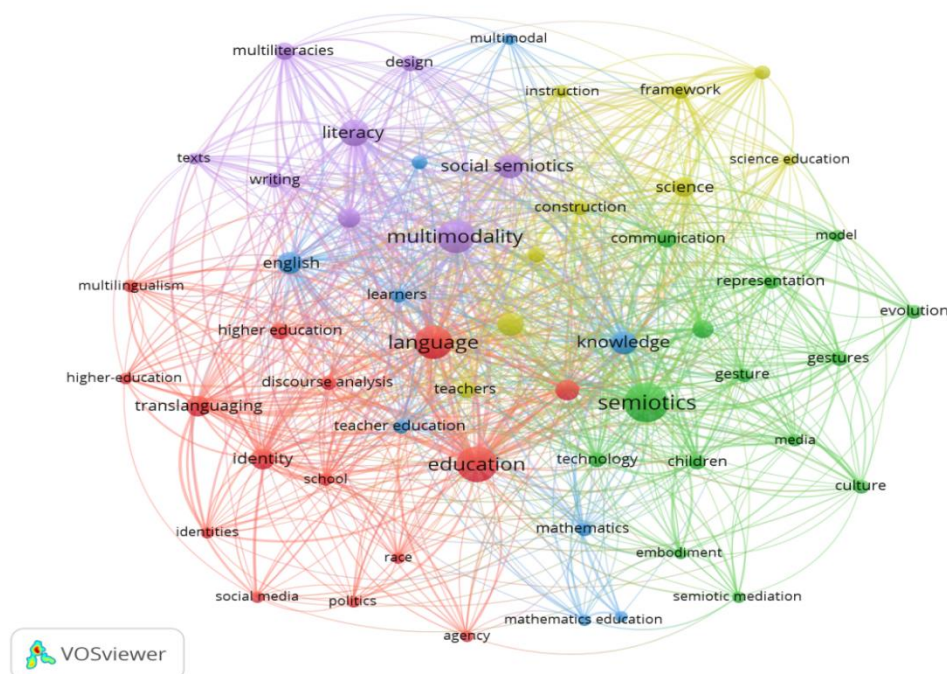 multimodal
multiliteracies
design
instruction
framework
literacy
texts
writing
social semiotics
science education
science
construction
multimodality
communication
model
english
learners
multilingualism
representation
evolution
higher education
language
knowledge
gestures
gesture
higher-education
discourse analysis
teachers
translanguaging
semiotics
teacher education
media
identity
education
technology
children
school
culture
identities
mathematics
race
embodiment
social media
politics
semiotic mediation
mathematics education
agency
VOSviewer